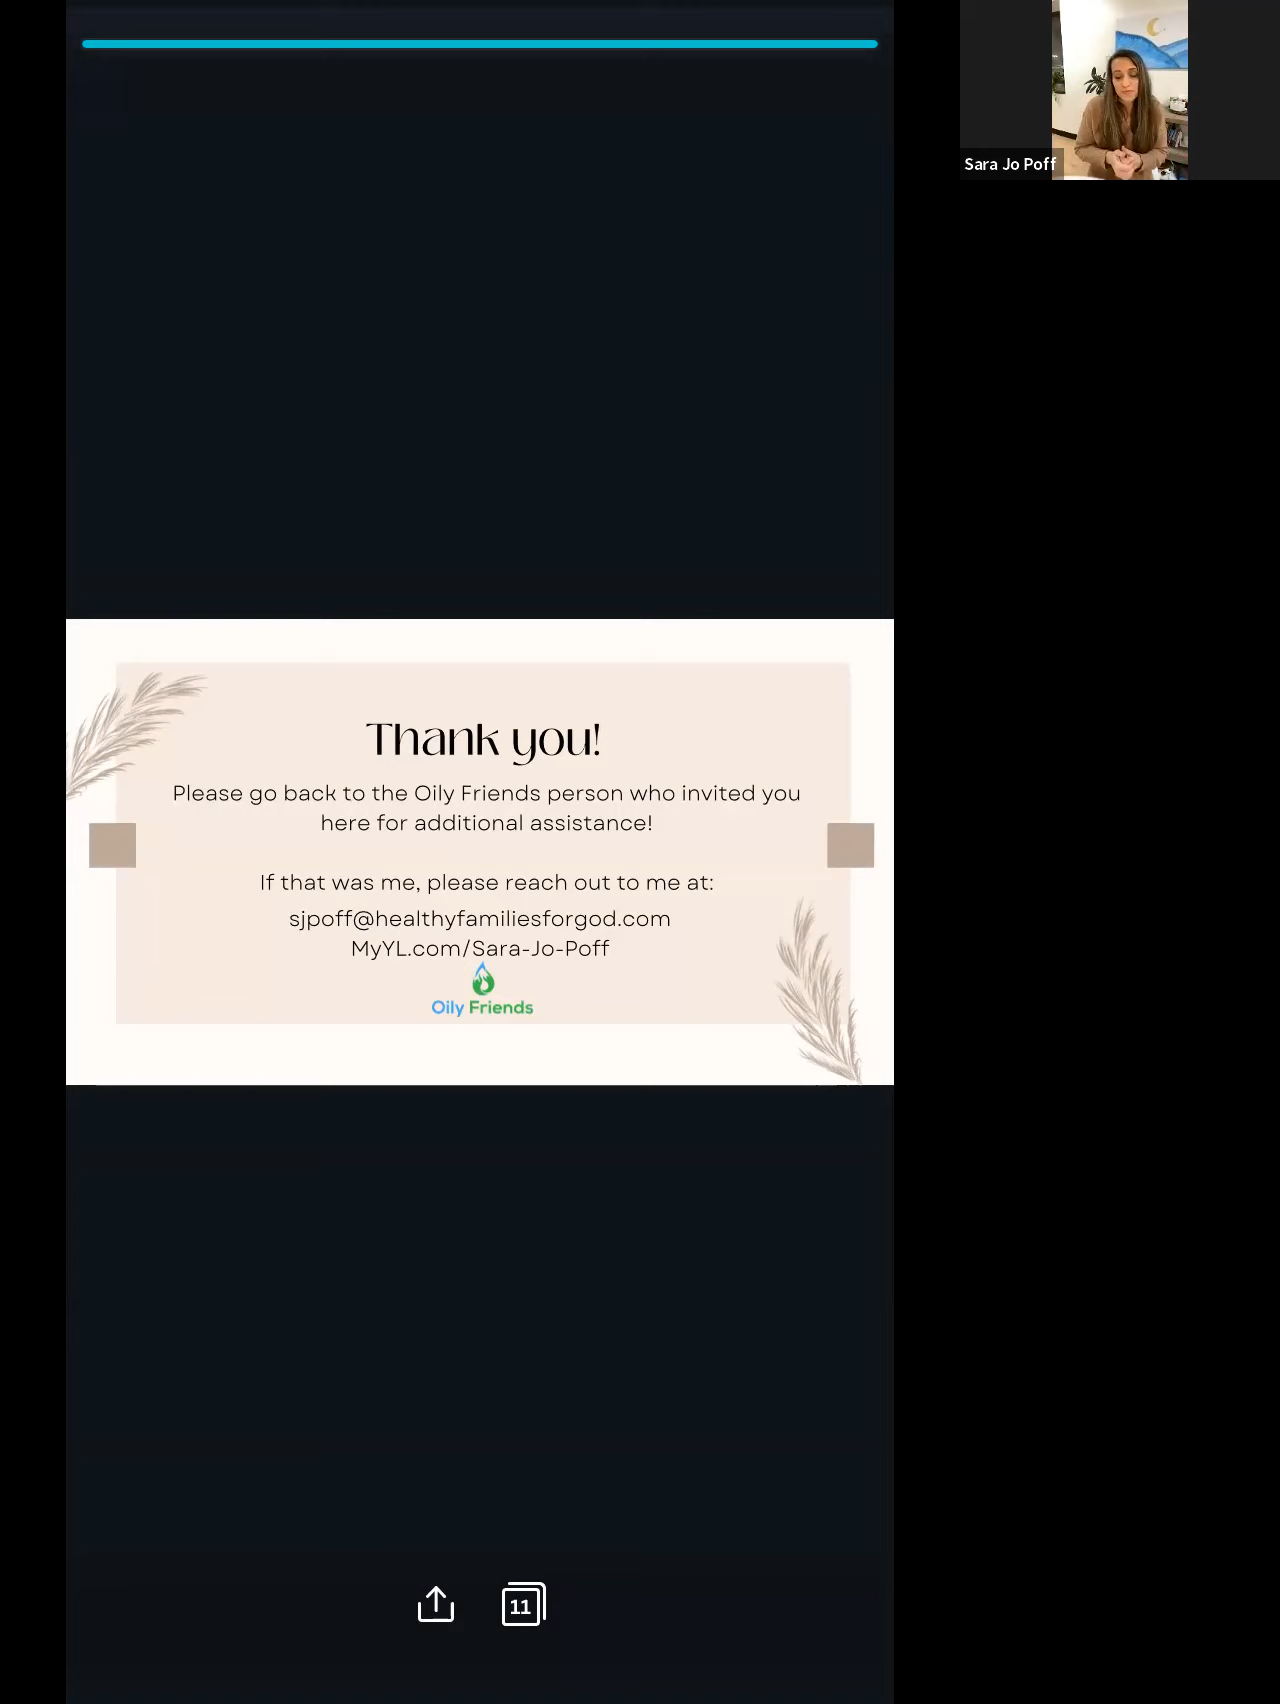 Sara Jo Poff
Thank you!
Please go back to the Oily Friends person who invited you
here for additional assistance!
If that was me, please reach out to me at:
sjpoff@healthyfamiliesforgod.com
MyYL.com/Sara-Jo-Poff
Oily Friends
11